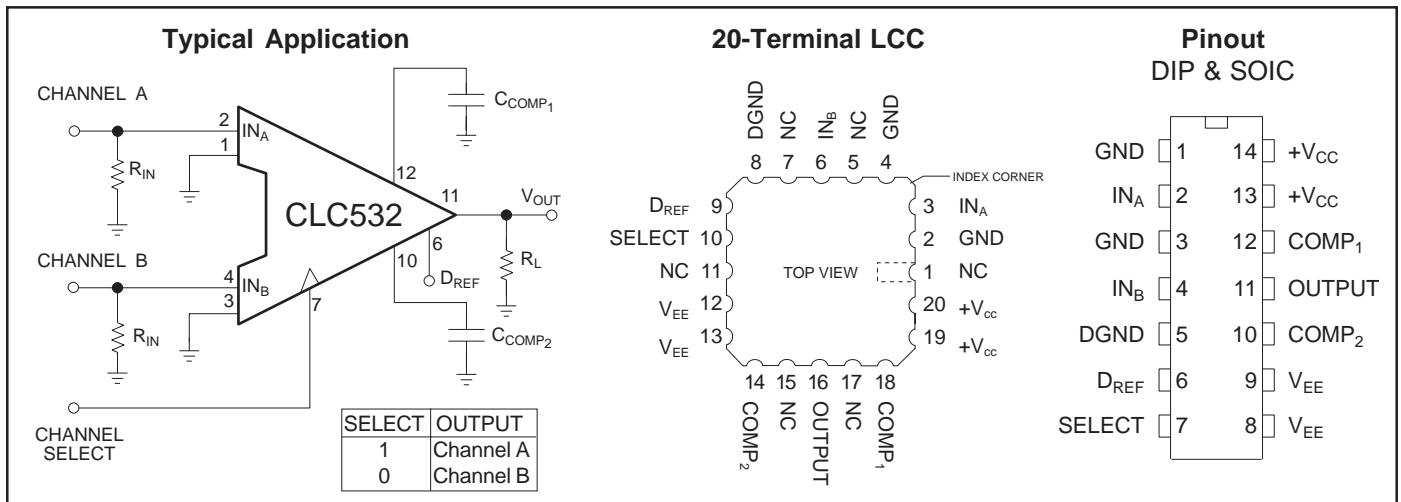 Typical Application
CHANNEL A
2
IN_A
1
R_IN
12
C_COMP1
11
V_OUT
CLC532
CHANNEL B
4
IN_B
3
R_IN
7
6
D_REF
10
R_L
C_COMP2
CHANNEL
SELECT
SELECT OUTPUT
1 Channel A
0 Channel B
20-Terminal LCC
DGND NC IN_B NC GND
8 7 6 5 4
INDEX CORNER
D_REF 9
SELECT 10
NC 11
V_EE 12
V_EE 13
TOP VIEW
3 IN_A
2 GND
1 NC
20 +V_cc
19 +V_cc
14 15 16 17 18
COMP_2 NC OUTPUT NC COMP_1
Pinout
DIP & SOIC
GND 1 14 +V_CC
IN_A 2 13 +V_CC
GND 3 12 COMP_1
IN_B 4 11 OUTPUT
DGND 5 10 COMP_2
D_REF 6 9 V_EE
SELECT 7 8 V_EE